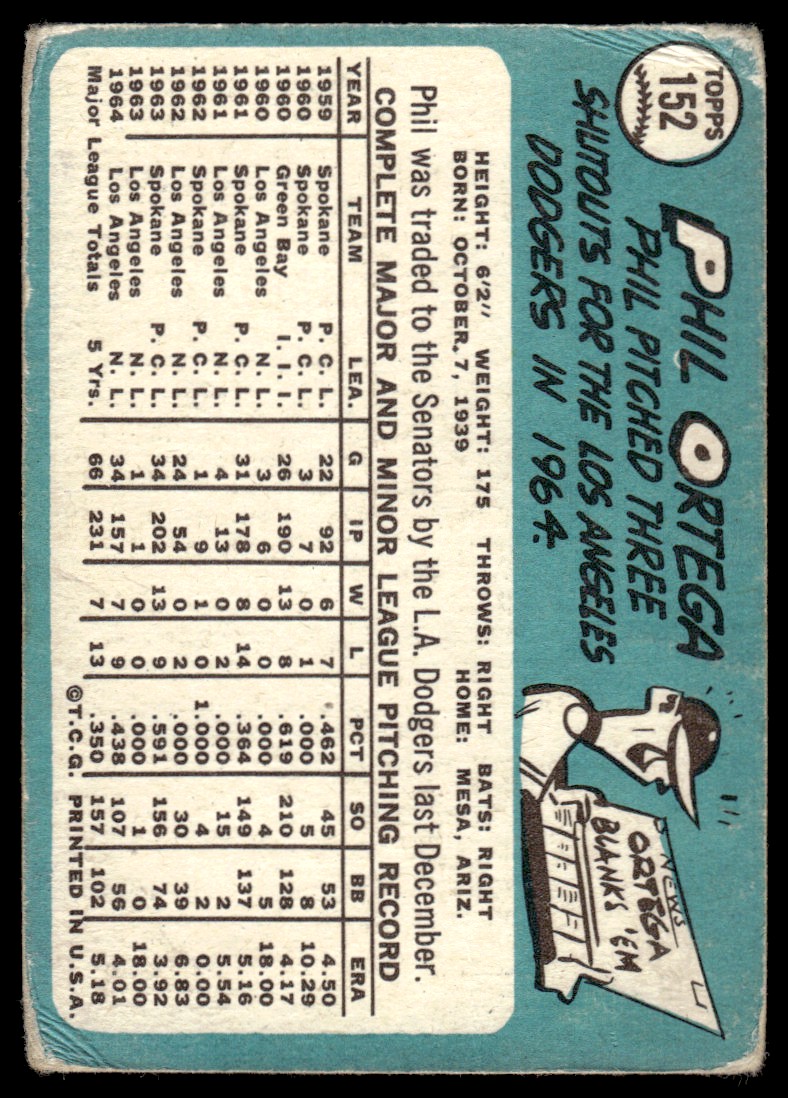 TOPPS
152
PHIL ORTEGA
PHIL PITCHED THREE
SHUTOUTS FOR THE LOS ANGELES
DODGERS IN 1964.
NEWS
ORTEGA
BLANKS 'EM
HEIGHT: 6'2" WEIGHT: 175 THROWS: RIGHT BATS: RIGHT
BORN: OCTOBER 7, 1939 HOME: MESA, ARIZ.
Phil was traded to the Senators by the L.A. Dodgers last December.
COMPLETE MAJOR AND MINOR LEAGUE PITCHING RECORD
YEAR TEAM LEA. G IP W L PCT SO BB ERA
1959 Spokane P. C. L. 22 92 6 7 .462 45 53 4.50
1960 Spokane P. C. L. 3 7 0 1 .000 5 8 10.29
1960 Green Bay I. I. I. 26 190 13 8 .619 210 128 4.17
1960 Los Angeles N. L. 3 6 0 0 .000 4 5 18.00
1961 Spokane P. C. L. 31 178 8 14 .364 149 137 5.16
1961 Los Angeles N. L. 4 13 0 2 .000 15 2 5.54
1962 Spokane P. C. L. 1 9 1 0 1.000 4 2 0.00
1962 Los Angeles N. L. 24 54 0 2 .000 30 39 6.83
1963 Spokane P. C. L. 34 202 13 9 .591 156 74 3.92
1963 Los Angeles N. L. 1 1 0 0 .000 1 0 18.00
1964 Los Angeles N. L. 34 157 7 9 .438 107 56 4.01
Major League Totals 5 Yrs. 66 231 7 13 .350 157 102 5.18
©T.C.G. PRINTED IN U.S.A.